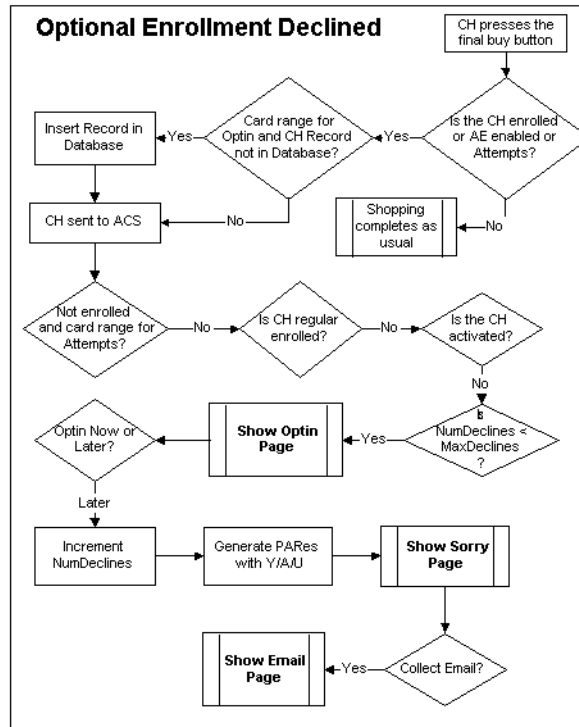 Optional Enrollment Declined
CH presses the
final buy button
Is the CH enrolled
or AE enabled or
Attempts?
Yes
Card range for
Optin and CH Record
not in Database?
Yes
Insert Record in
Database
No
Shopping
completes as
usual
No
CH sent to ACS
Not enrolled
and card range for
Attempts?
No
Is CH regular
enrolled?
No
Is the CH
activated?
No
Is
NumDeclines <
MaxDeclines
?
Yes
Show Optin
Page
Optin Now or
Later?
Later
Increment
NumDeclines
Generate PARes
with Y/A/U
Show Sorry
Page
Collect Email?
Yes
Show Email
Page